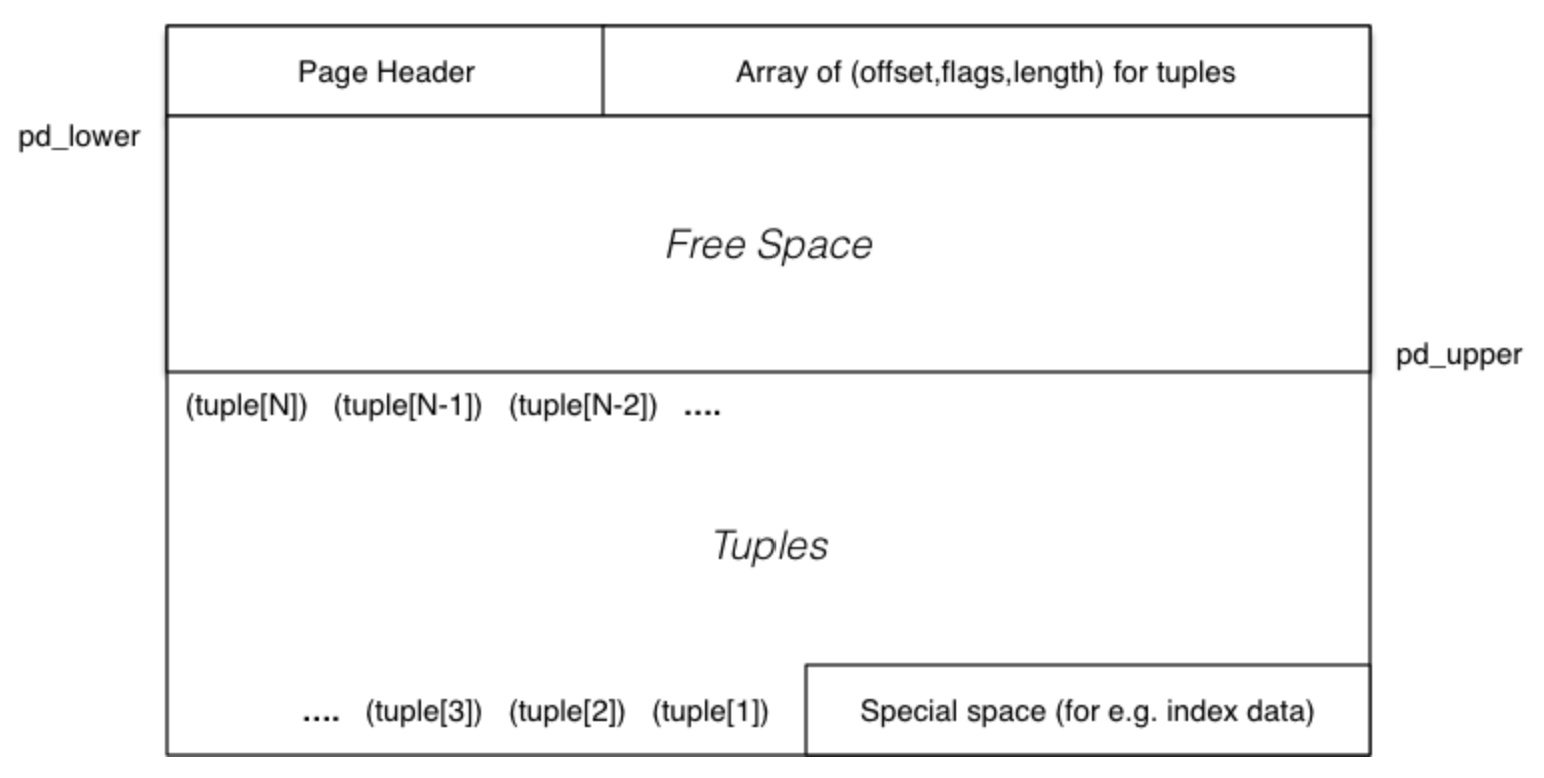 Page Header
Array of (offset,flags,length) for tuples
pd_lower
Free Space
pd_upper
(tuple[N]) (tuple[N-1]) (tuple[N-2]) ....
Tuples
.... (tuple[3]) (tuple[2]) (tuple[1])
Special space (for e.g. index data)